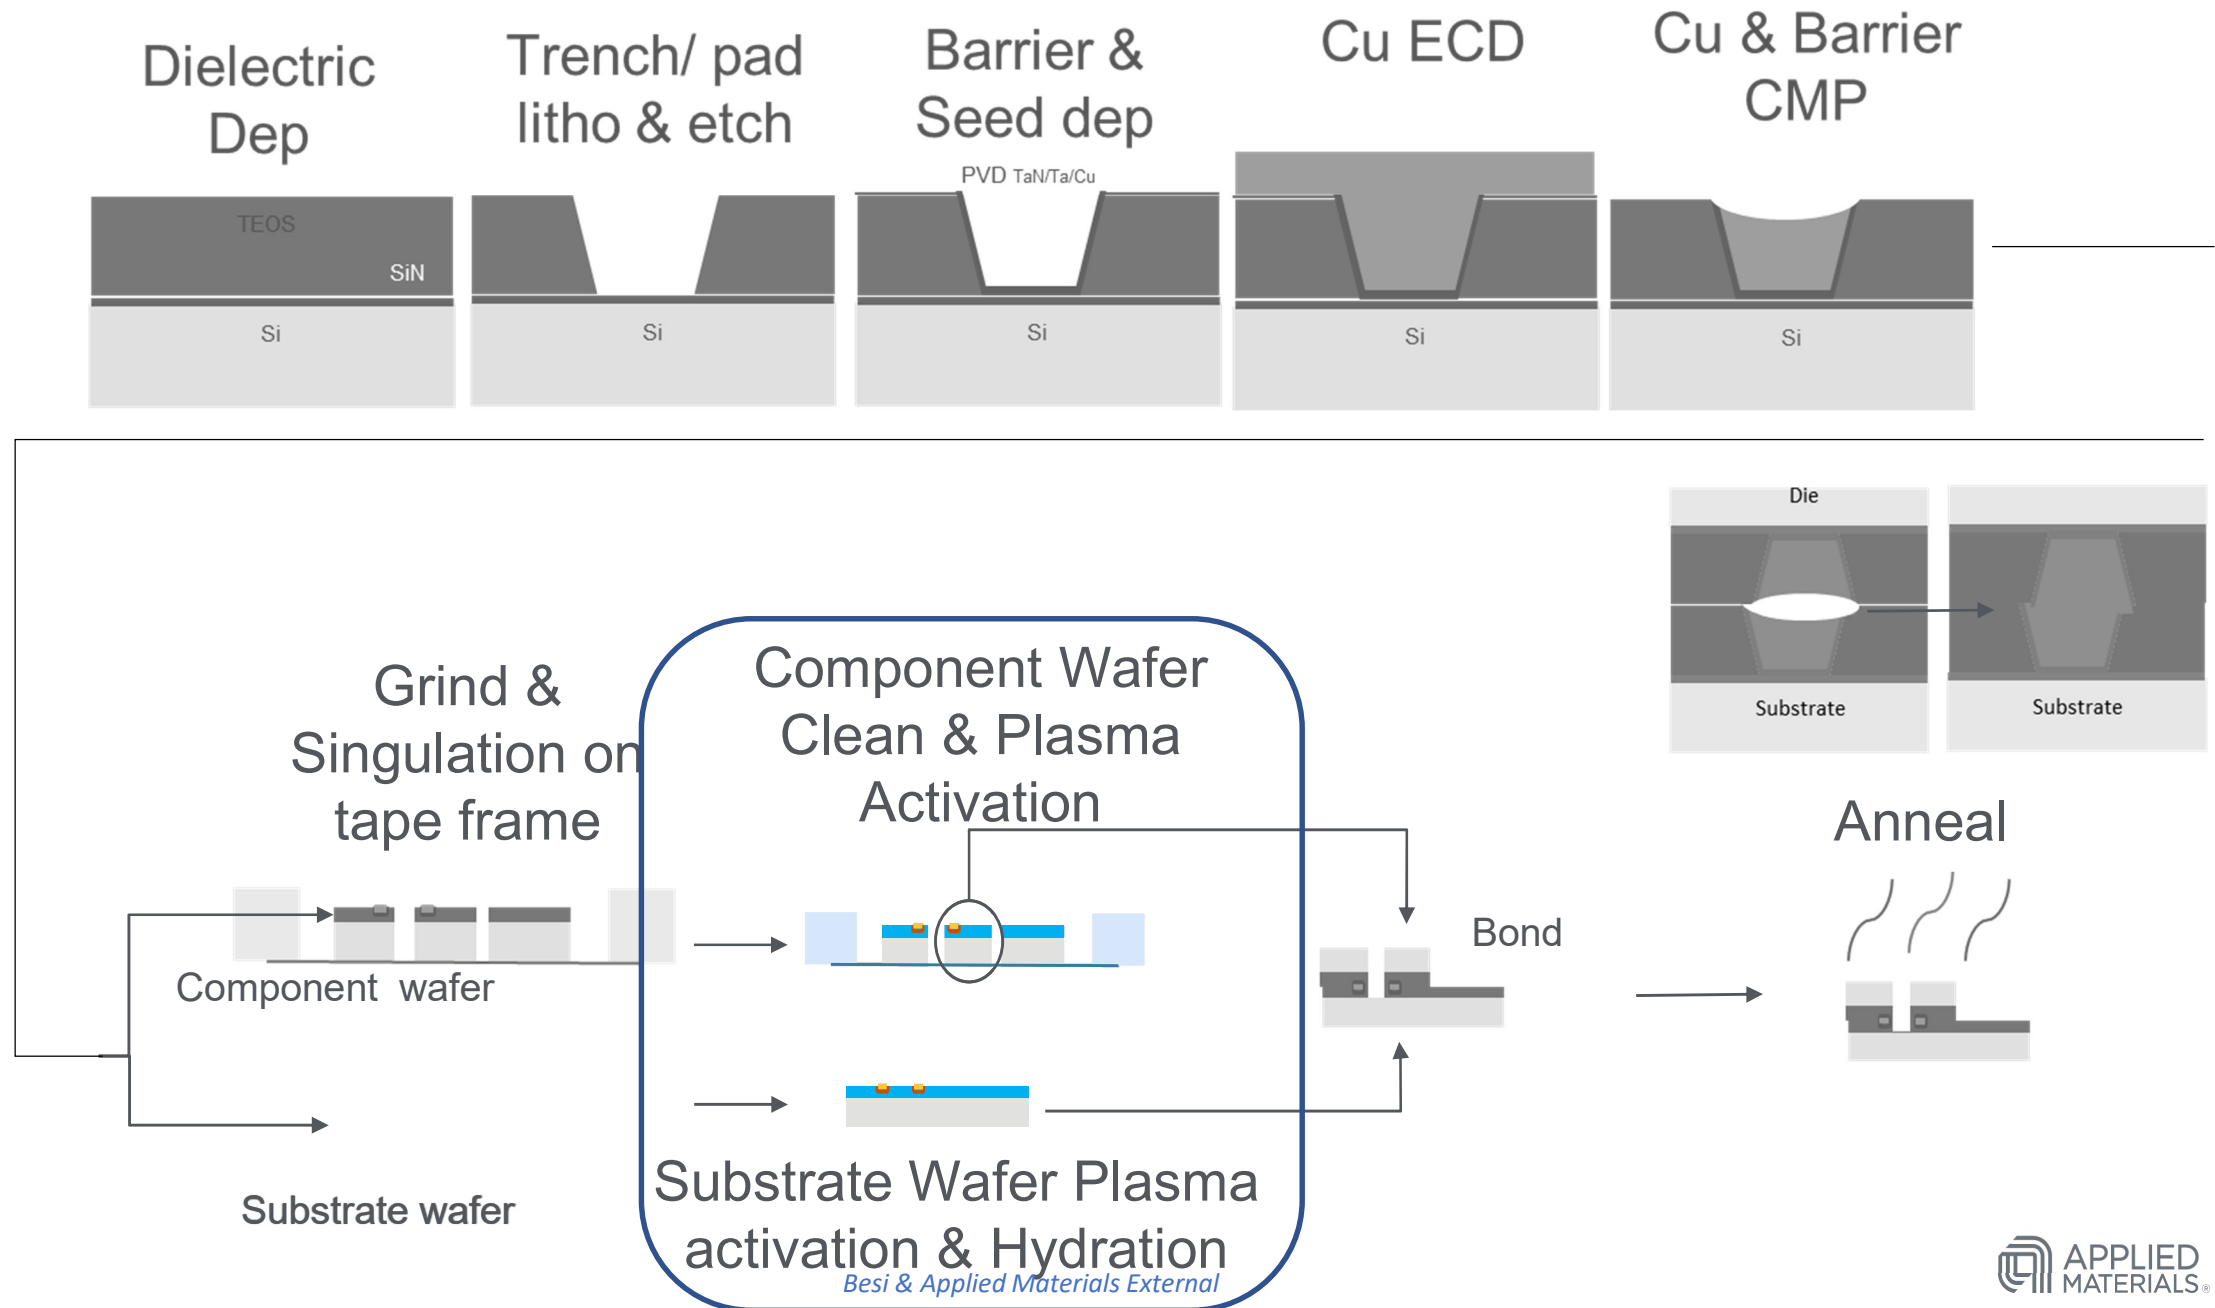 Dielectric
Dep
Trench/ pad
litho & etch
Barrier &
Seed dep
Cu ECD
Cu & Barrier
CMP
PVD TaN/Ta/Cu
TEOS
SiN
Si
Si
Si
Si
Si
Die
Substrate
Substrate
Grind &
Singulation on
tape frame
Component Wafer
Clean & Plasma
Activation
Anneal
Bond
Component wafer
Substrate wafer
Substrate Wafer Plasma
activation & Hydration
Besi & Applied Materials External
APPLIED
MATERIALS®